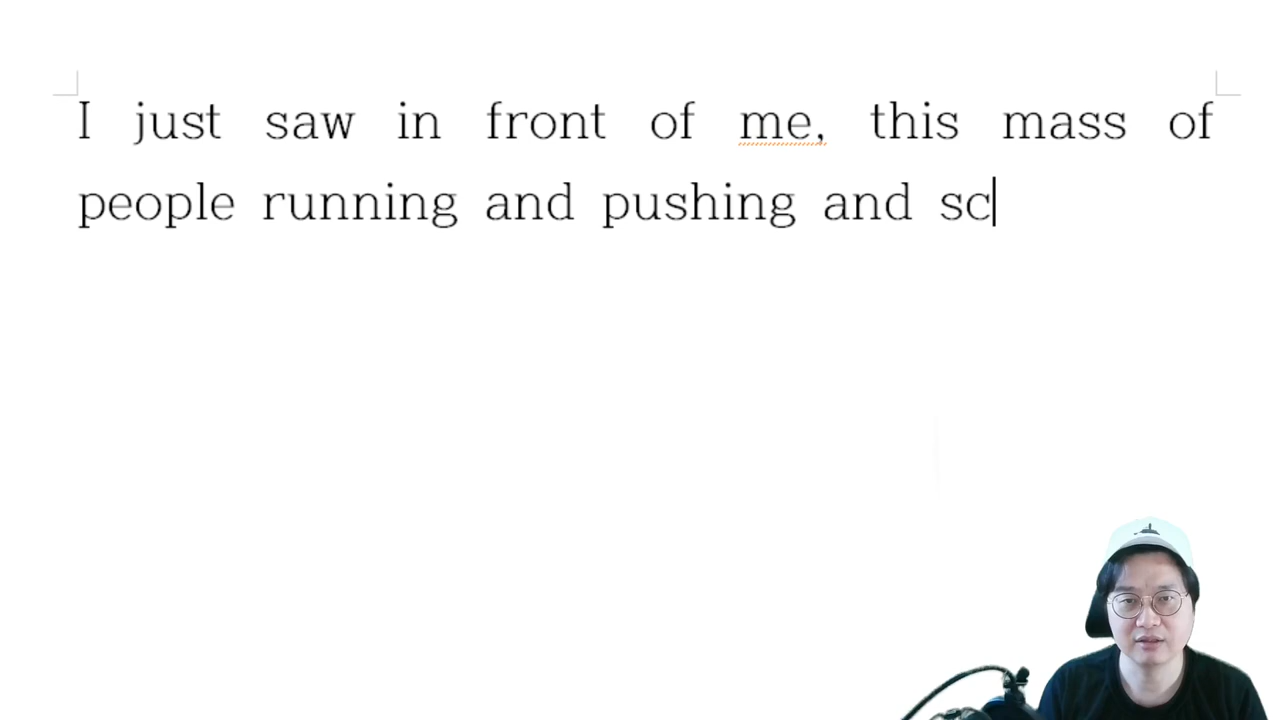 I just saw in front of me, this mass of
people running and pushing and sc